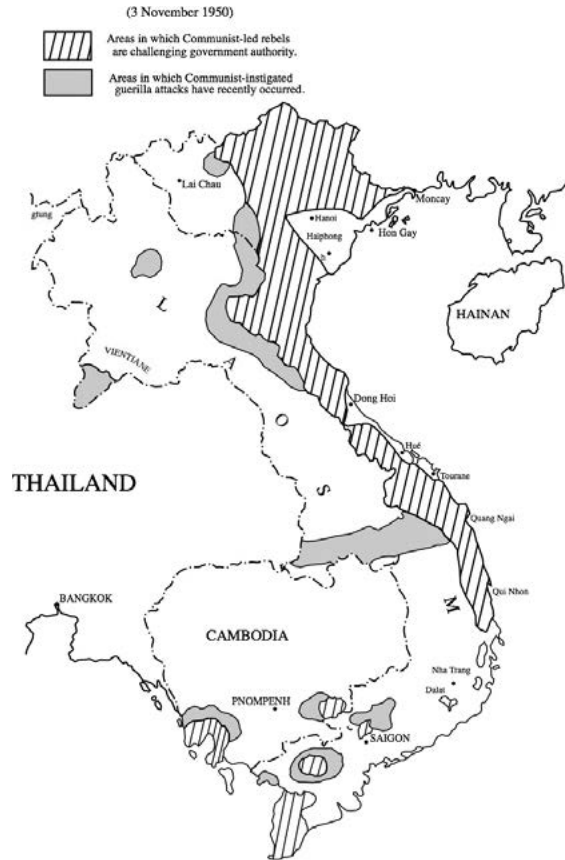 (3 November 1950)
Areas in which Communist-led rebels
are challenging government authority.
Areas in which Communist-instigated
guerilla attacks have recently occurred.
Lai Chau
gtung
Moncay
Hanoi
Hon Gay
Haiphong
HAINAN
L
VIENTIANE
A
Dong Hoi
O
Hué
THAILAND
S
Tourane
Quang Ngai
BANGKOK
M
Qui Nhon
CAMBODIA
Nha Trang
Dalat
PNOMPENH
SAIGON